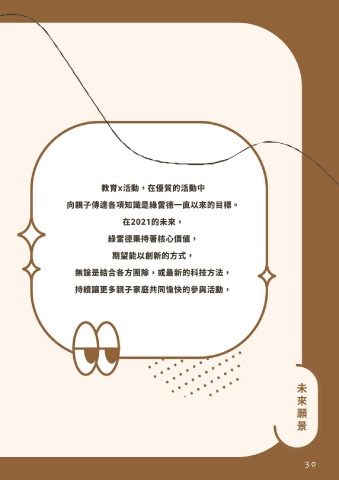 教育x活動，在優質的活動中
向親子傳達各項知識是綠雷德一直以來的目標。
在2021的未來，
綠雷德秉持著核心價值，
期望能以創新的方式，
無論是結合各方團隊，或最新的科技方法，
持續讓更多親子家庭共同愉快的參與活動，
未來願景
30